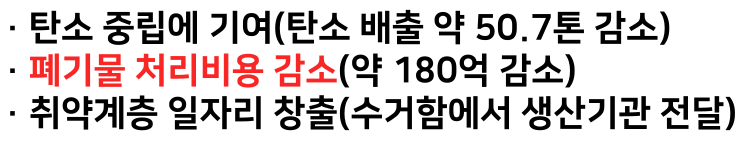 · 탄소 중립에 기여(탄소 배출 약 50.7톤 감소)
· 폐기물 처리비용 감소(약 180억 감소)
· 취약계층 일자리 창출(수거함에서 생산기관 전달)